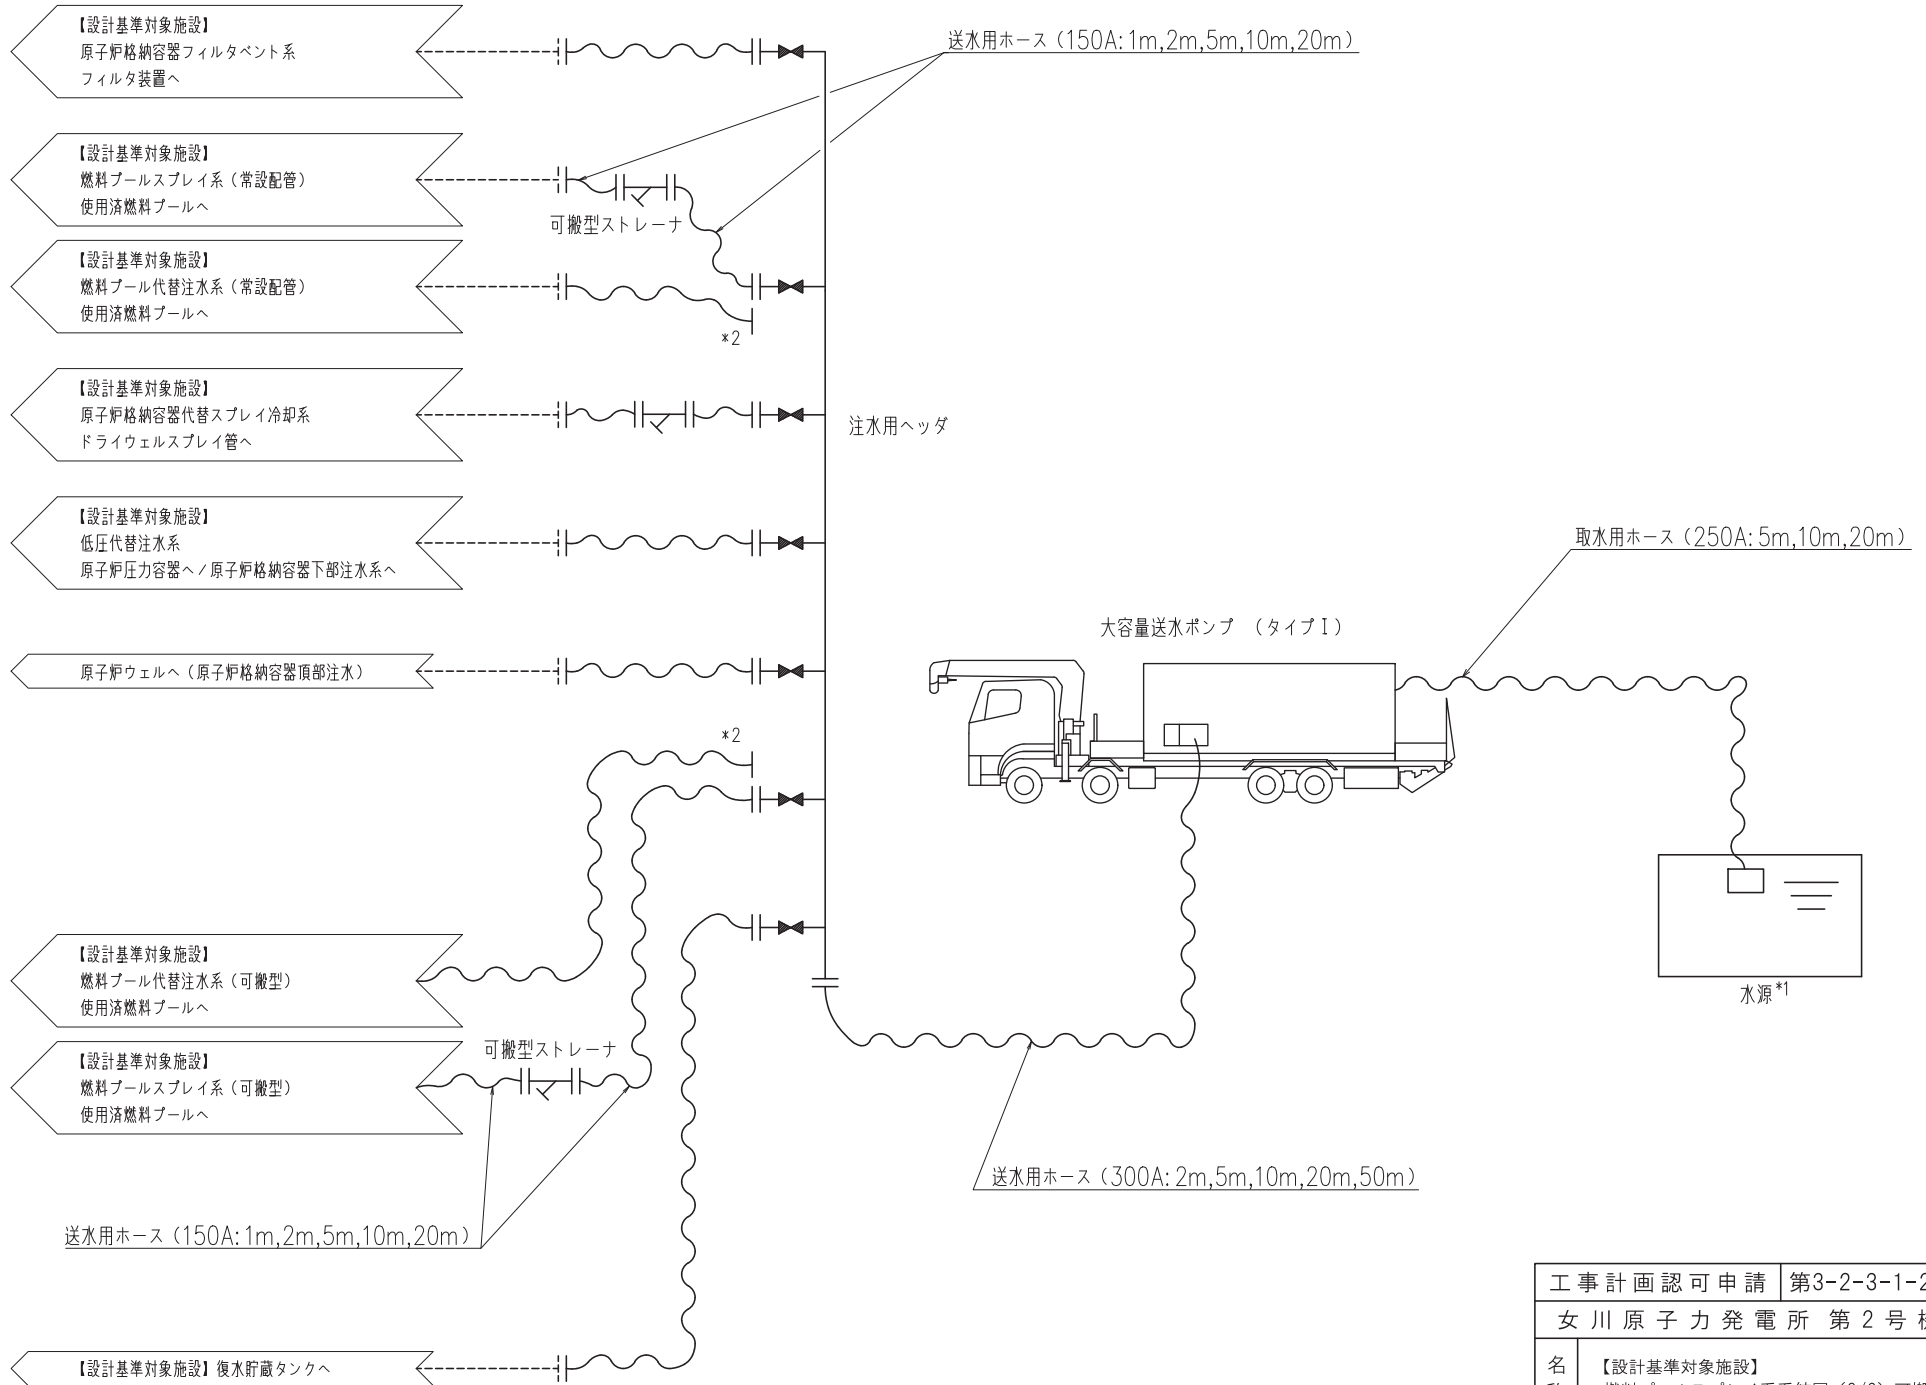 【設計基準対象施設】
原子炉格納容器フィルタベント系
フィルタ装置へ
送水用ホース（150A:1m,2m,5m,10m,20m）
【設計基準対象施設】
燃料プールスプレイ系（常設配管）
使用済燃料プールへ
可搬型ストレーナ
【設計基準対象施設】
燃料プール代替注水系（常設配管）
使用済燃料プールへ
*2
【設計基準対象施設】
原子炉格納容器代替スプレイ冷却系
ドライウェルスプレイ管へ
注水用ヘッダ
【設計基準対象施設】
低圧代替注水系
原子炉圧力容器へ／原子炉格納容器下部注水系へ
取水用ホース（250A:5m,10m,20m）
大容量送水ポンプ （タイプⅠ）
原子炉ウェルへ（原子炉格納容器頂部注水）
*2
【設計基準対象施設】
燃料プール代替注水系（可搬型）
使用済燃料プールへ
水源*1
【設計基準対象施設】
燃料プールスプレイ系（可搬型）
使用済燃料プールへ
可搬型ストレーナ
送水用ホース（300A:2m,5m,10m,20m,50m）
送水用ホース（150A:1m,2m,5m,10m,20m）
【設計基準対象施設】復水貯蔵タンクへ
工事計画認可申請 第3-2-3-1-2
女川原子力発電所 第2号
名
【設計基準対象施設】